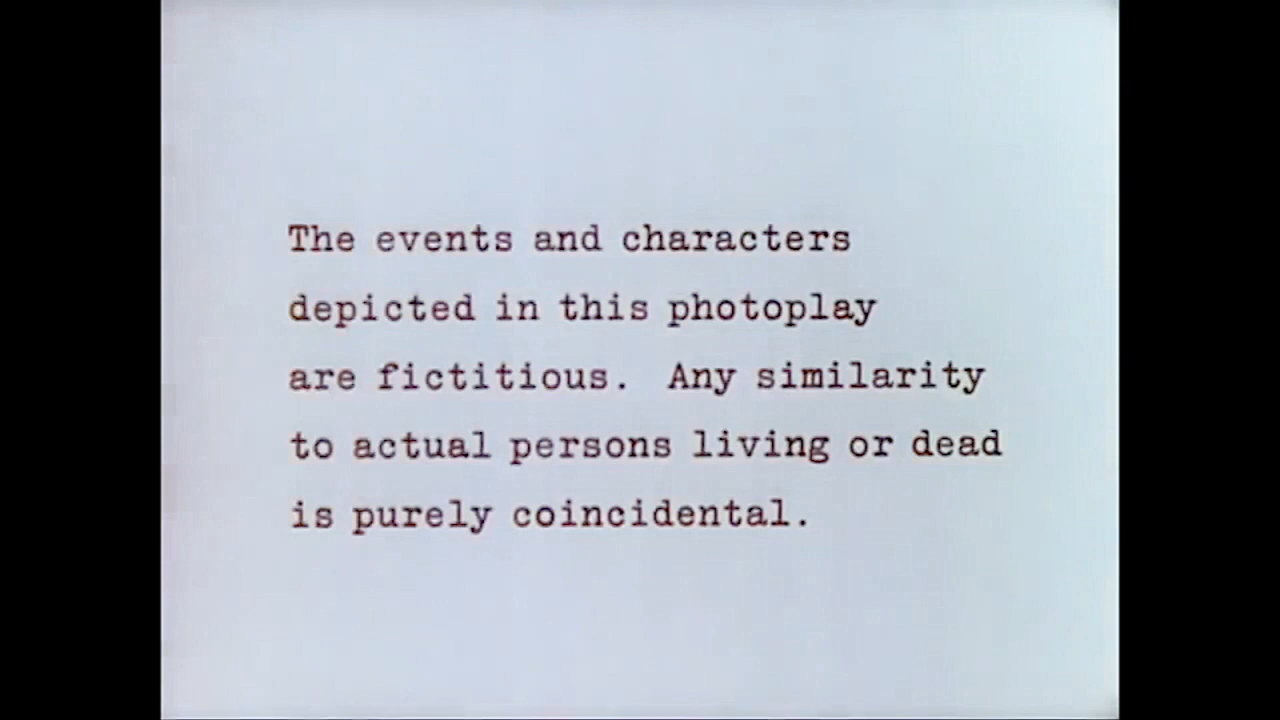 The events and characters
depicted in this photoplay
are fictitious.  Any similarity
to actual persons living or dead
is purely coincidental.